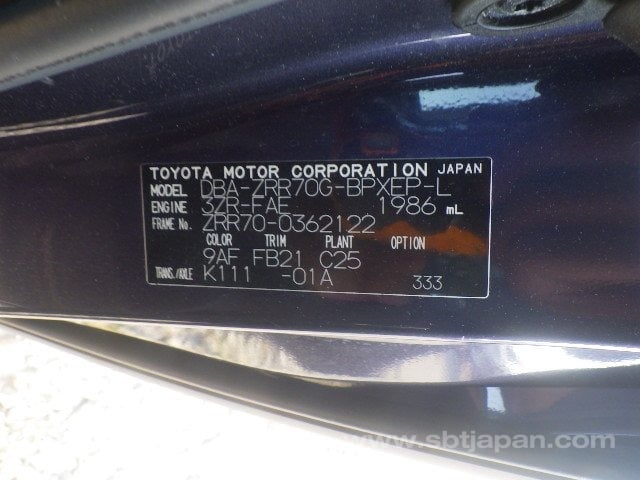 TOYOTA MOTOR CORPORATION JAPAN
MODEL DBA-ZRR70G-BPXEP-L
ENGINE 3ZR-FAE 1986 mL
FRAME No. ZRR70-0362122
COLOR TRIM PLANT OPTION
9AF FB21 C25
TRANS./AXLE K111 -01A 333
www.sbtjapan.com